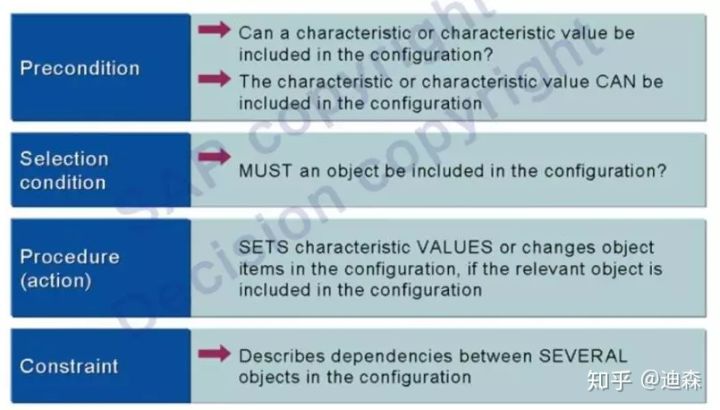 Precondition
Can a characteristic or characteristic value be
included in the configuration?
The characteristic or characteristic value CAN be
included in the configuration
Selection
condition
MUST an object be included in the configuration?
Procedure
(action)
SETS characteristic VALUES or changes object
items in the configuration, if the relevant object is
included in the configuration
Constraint
Describes dependencies between SEVERAL
objects in the configuration
SAP copyright
Decision copyright
知乎 @迪森